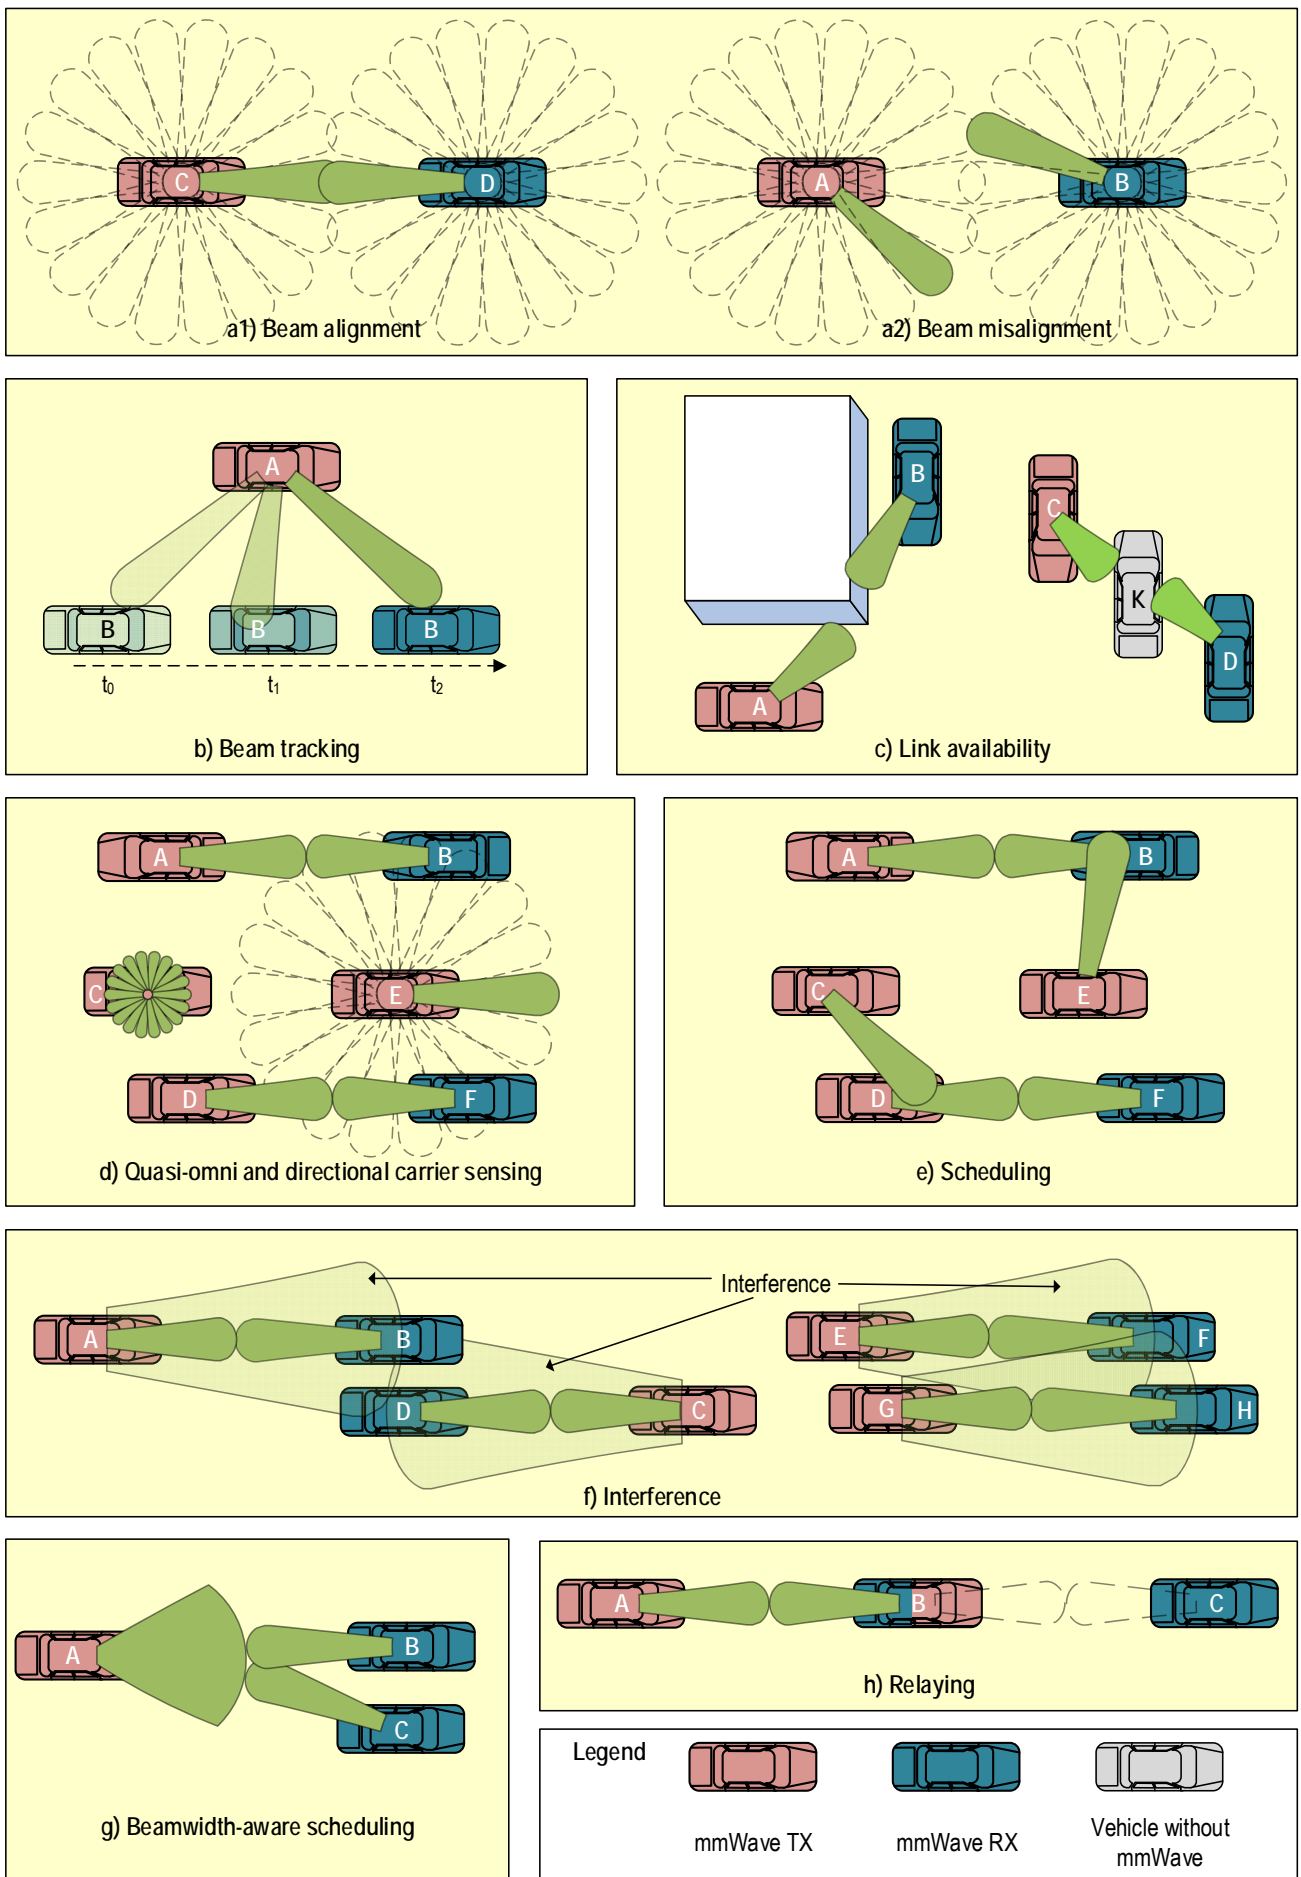 C
D
A
B
a1) Beam alignment
a2) Beam misalignment
A
B
B
B
t0
t1
t2
b) Beam tracking
B
C
K
D
A
c) Link availability
A
B
C
E
D
F
d) Quasi-omni and directional carrier sensing
A
B
C
E
D
F
e) Scheduling
Interference
A
B
E
F
D
C
G
H
f) Interference
A
B
C
g) Beamwidth-aware scheduling
A
B
C
h) Relaying
Legend
mmWave TX
mmWave RX
Vehicle without
mmWave